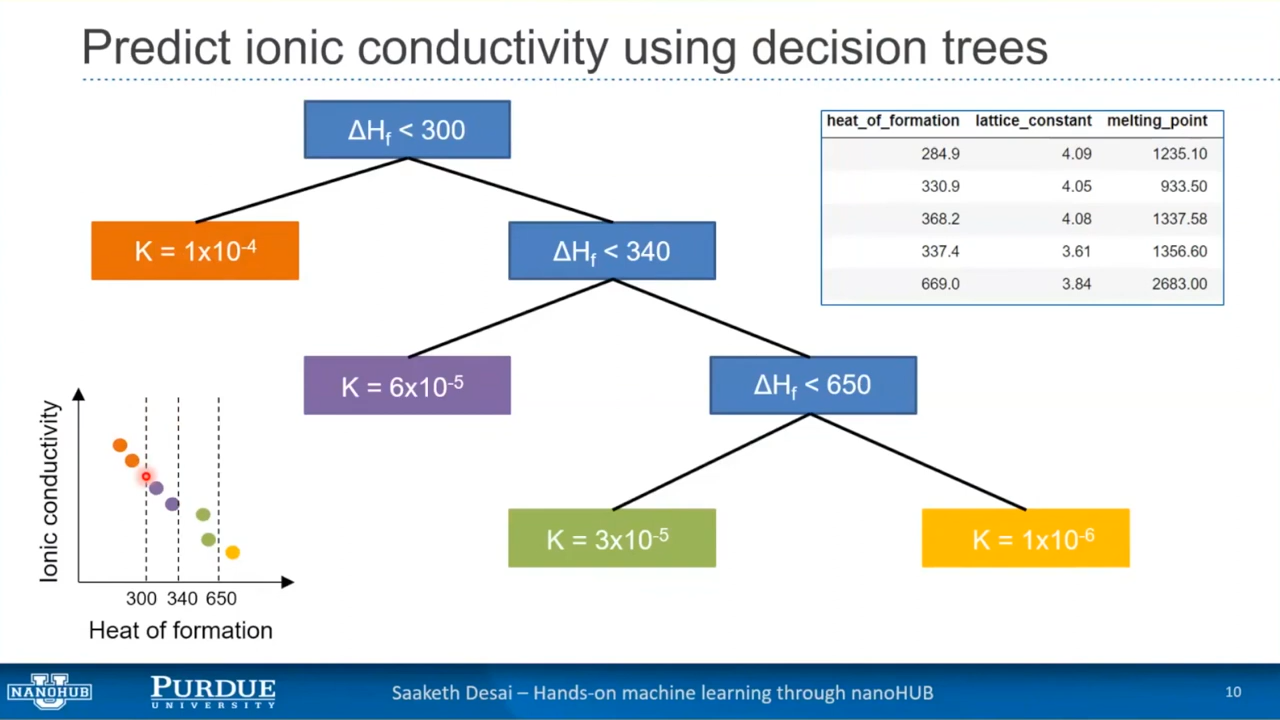 Predict ionic conductivity using decision trees
ΔHf < 300
heat_of_formation lattice_constant melting_point
284.9 4.09 1235.10
330.9 4.05 933.50
368.2 4.08 1337.58
337.4 3.61 1356.60
669.0 3.84 2683.00
K = 1x10-4
ΔHf < 340
K = 6x10-5
ΔHf < 650
K = 3x10-5
K = 1x10-6
Ionic conductivity
300 340 650
Heat of formation
NANOHUB
PURDUE
UNIVERSITY
Saaketh Desai – Hands-on machine learning through nanoHUB
10